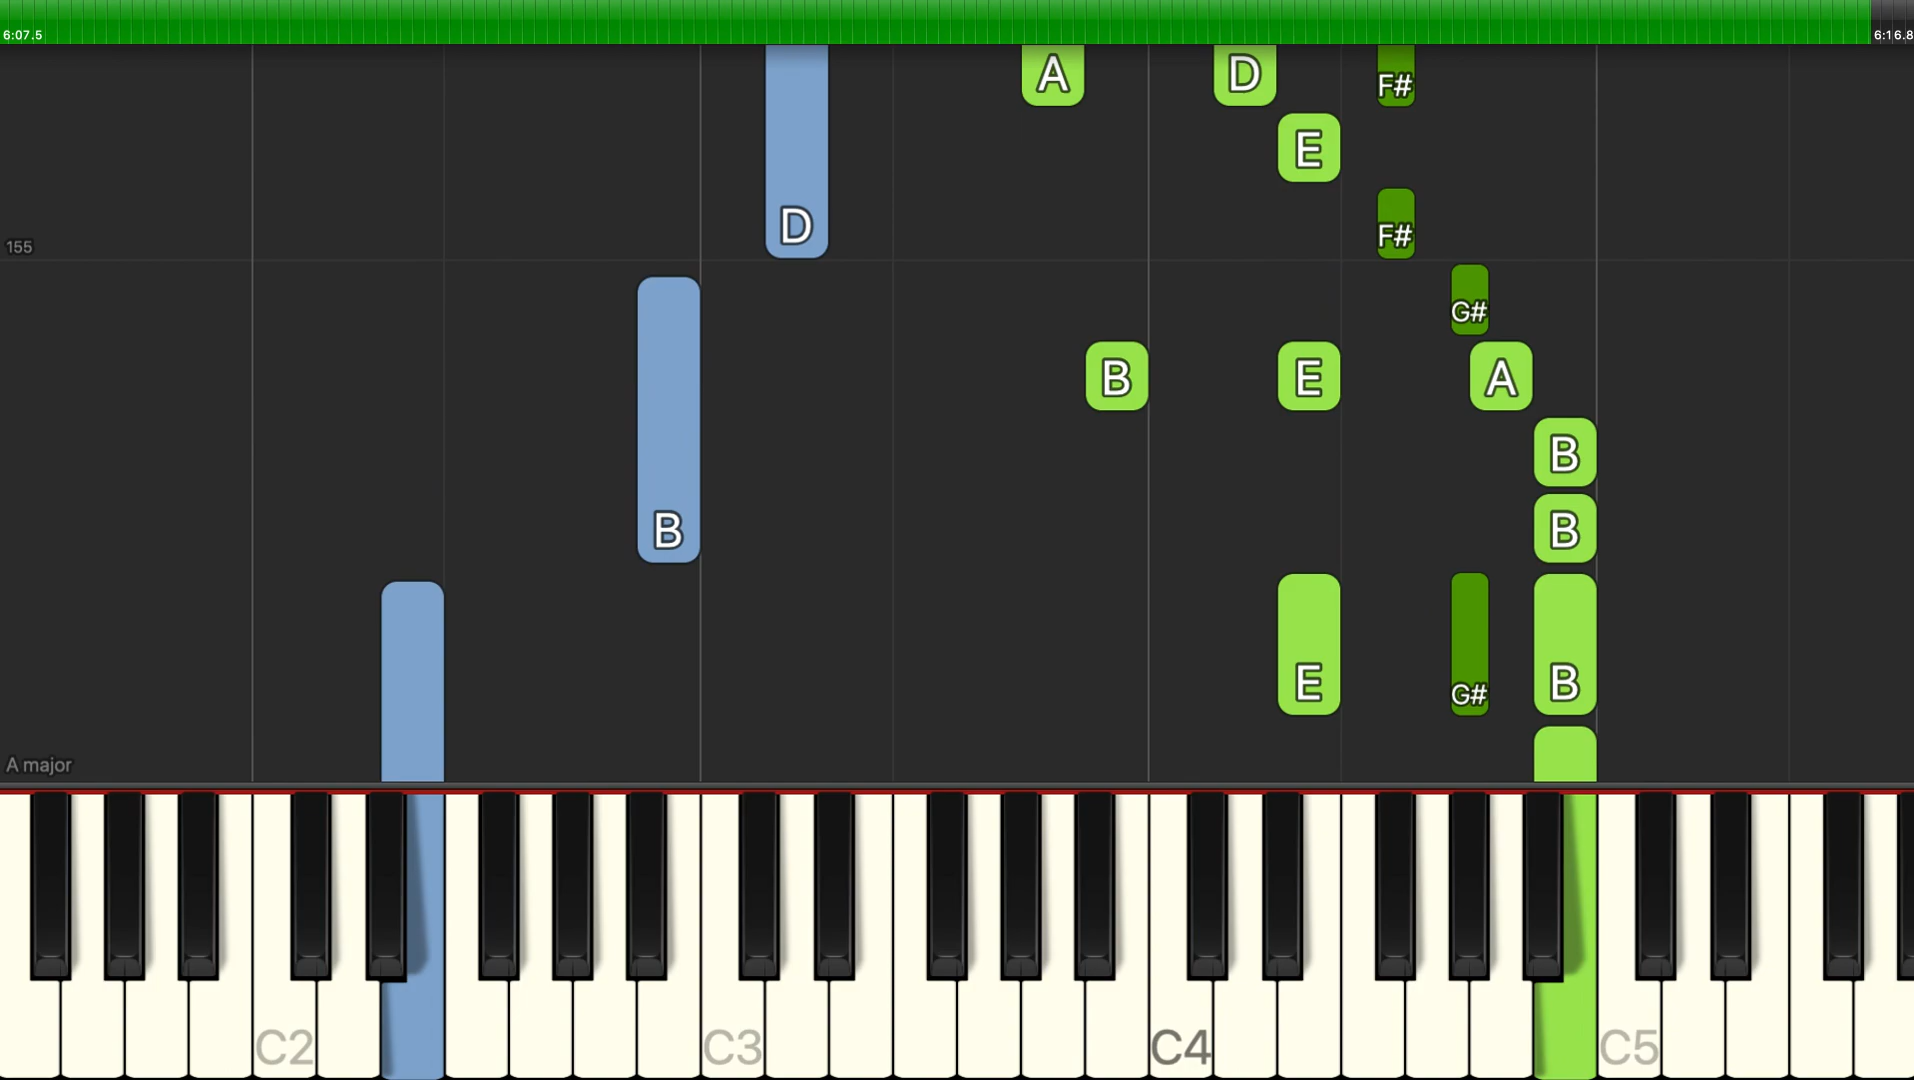 6:07.5
6:16.8
A D F#
E
D F#
155
G#
B E A
B
B B
E G# B
A major
C2 C3 C4 C5